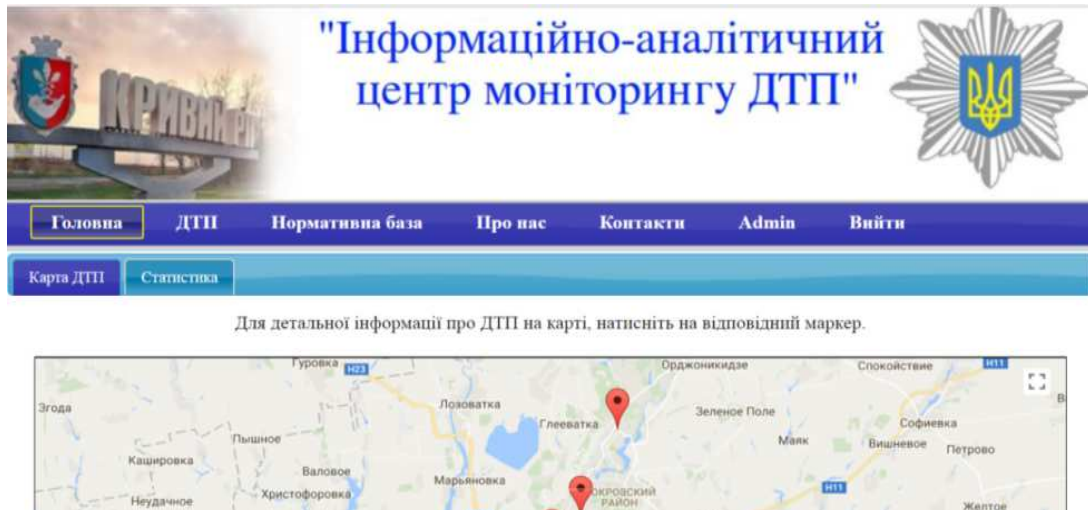 "Інформаційно-аналітичний
центр моніторингу ДТП"
КРИВИЙ РІГ
Головна ДТП Нормативна база Про нас Контакти Admin Вийти
Карта ДТП Статистика
Для детальної інформації про ДТП на карті, натисніть на відповідний маркер.
Гуровка H23 Орджоникидзе Спокойствие H11
Згода Лозоватка Зеленое Поле
Глееватка Софиевка
Пышное Маяк Вишневое Петрово
Кашировка Валовое Марьяновка
Христофоровка ОКРОВСКИЙ H11
Неудачное РАЙОН Желтое